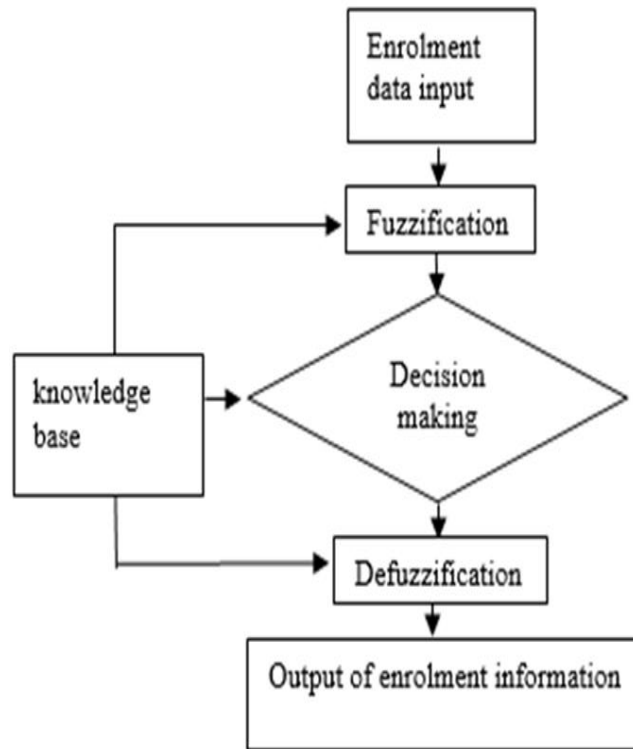 Enrolment
data input
Fuzzification
knowledge
base
Decision
making
Defuzzification
Output of enrolment information